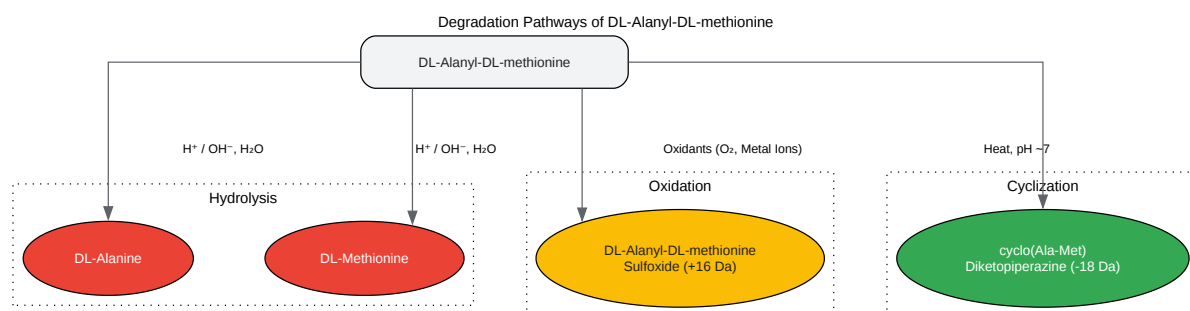 Degradation Pathways of DL-Alanyl-DL-methionine
DL-Alanyl-DL-methionine
H⁺ / OH⁻, H₂O
H⁺ / OH⁻, H₂O
Oxidants (O₂, Metal Ions)
Heat, pH ~7
Hydrolysis
Oxidation
Cyclization
DL-Alanine
DL-Methionine
DL-Alanyl-DL-methionine
Sulfoxide (+16 Da)
cyclo(Ala-Met)
Diketopiperazine (-18 Da)